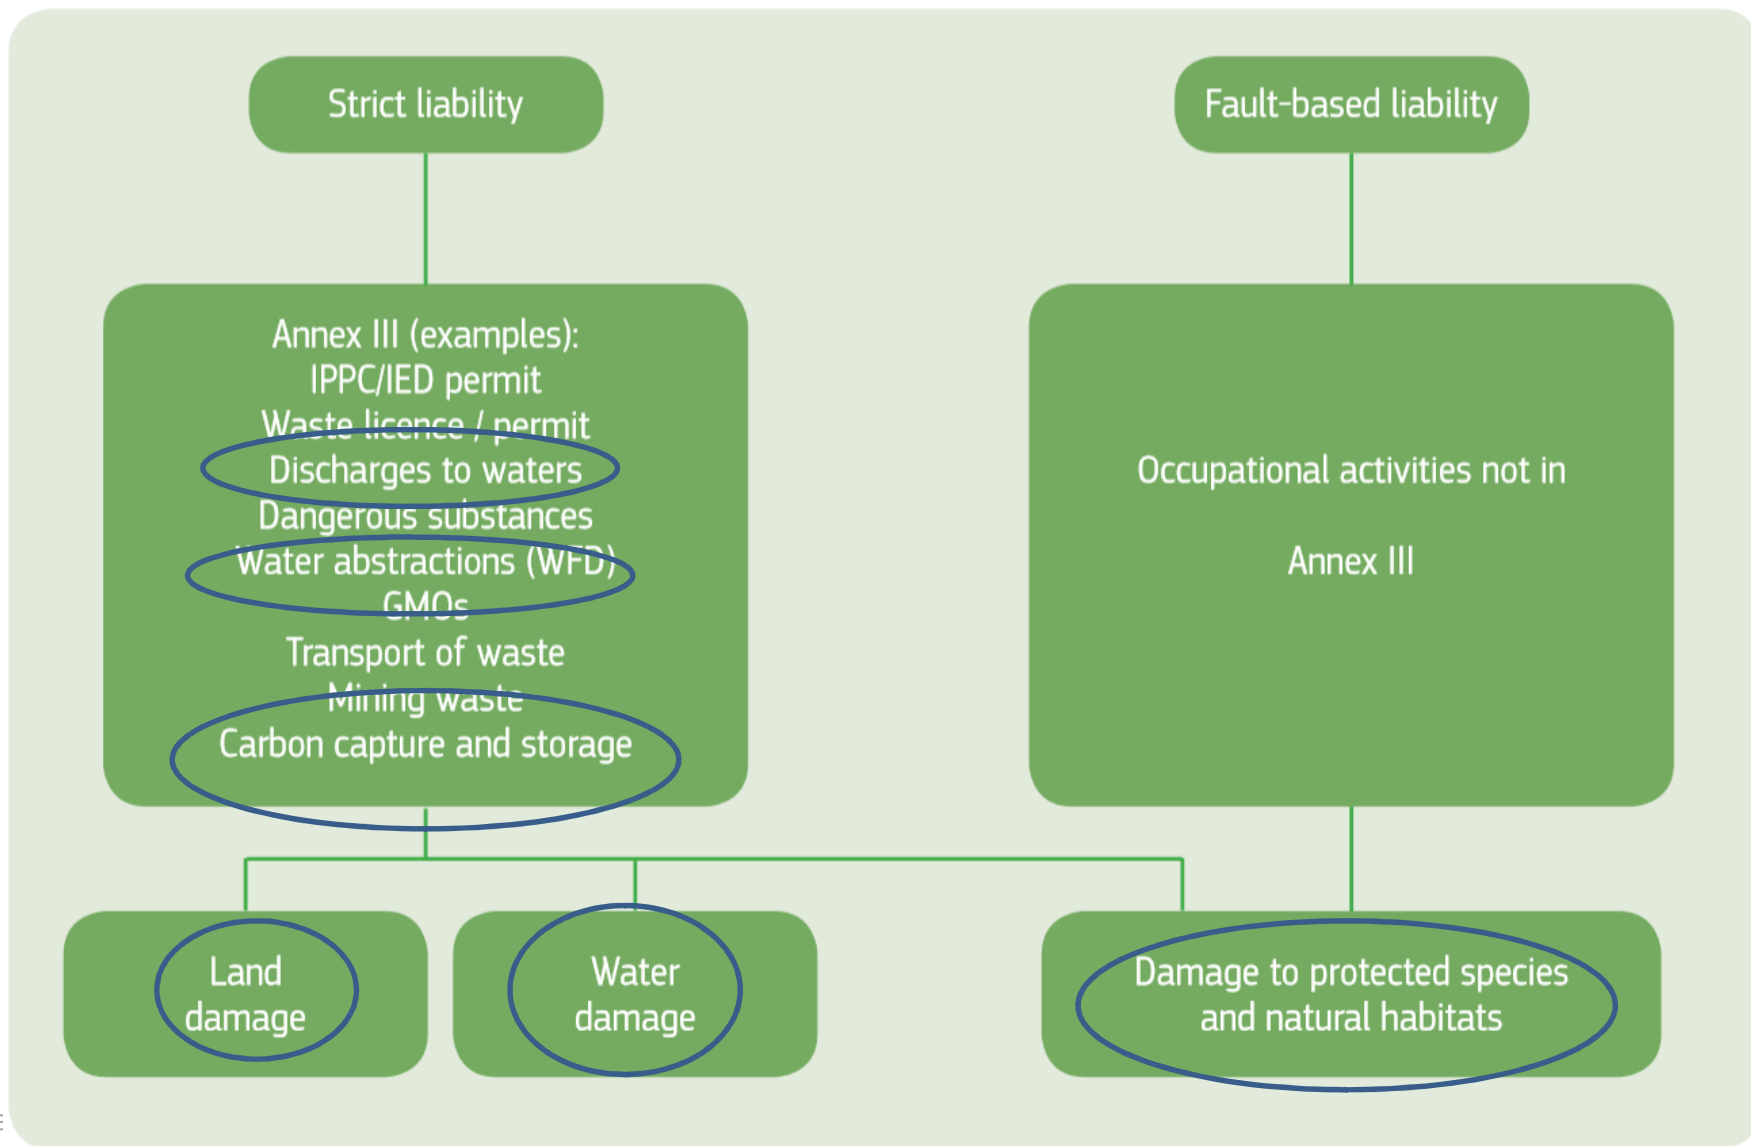 Strict liability
Fault-based liability
Annex III (examples):
IPPC/IED permit
Waste licence / permit
Discharges to waters
Dangerous substances
Water abstractions (WFD)
GMOs
Transport of waste
Mining waste
Carbon capture and storage
Occupational activities not in
Annex III
Land
damage
Water
damage
Damage to protected species
and natural habitats